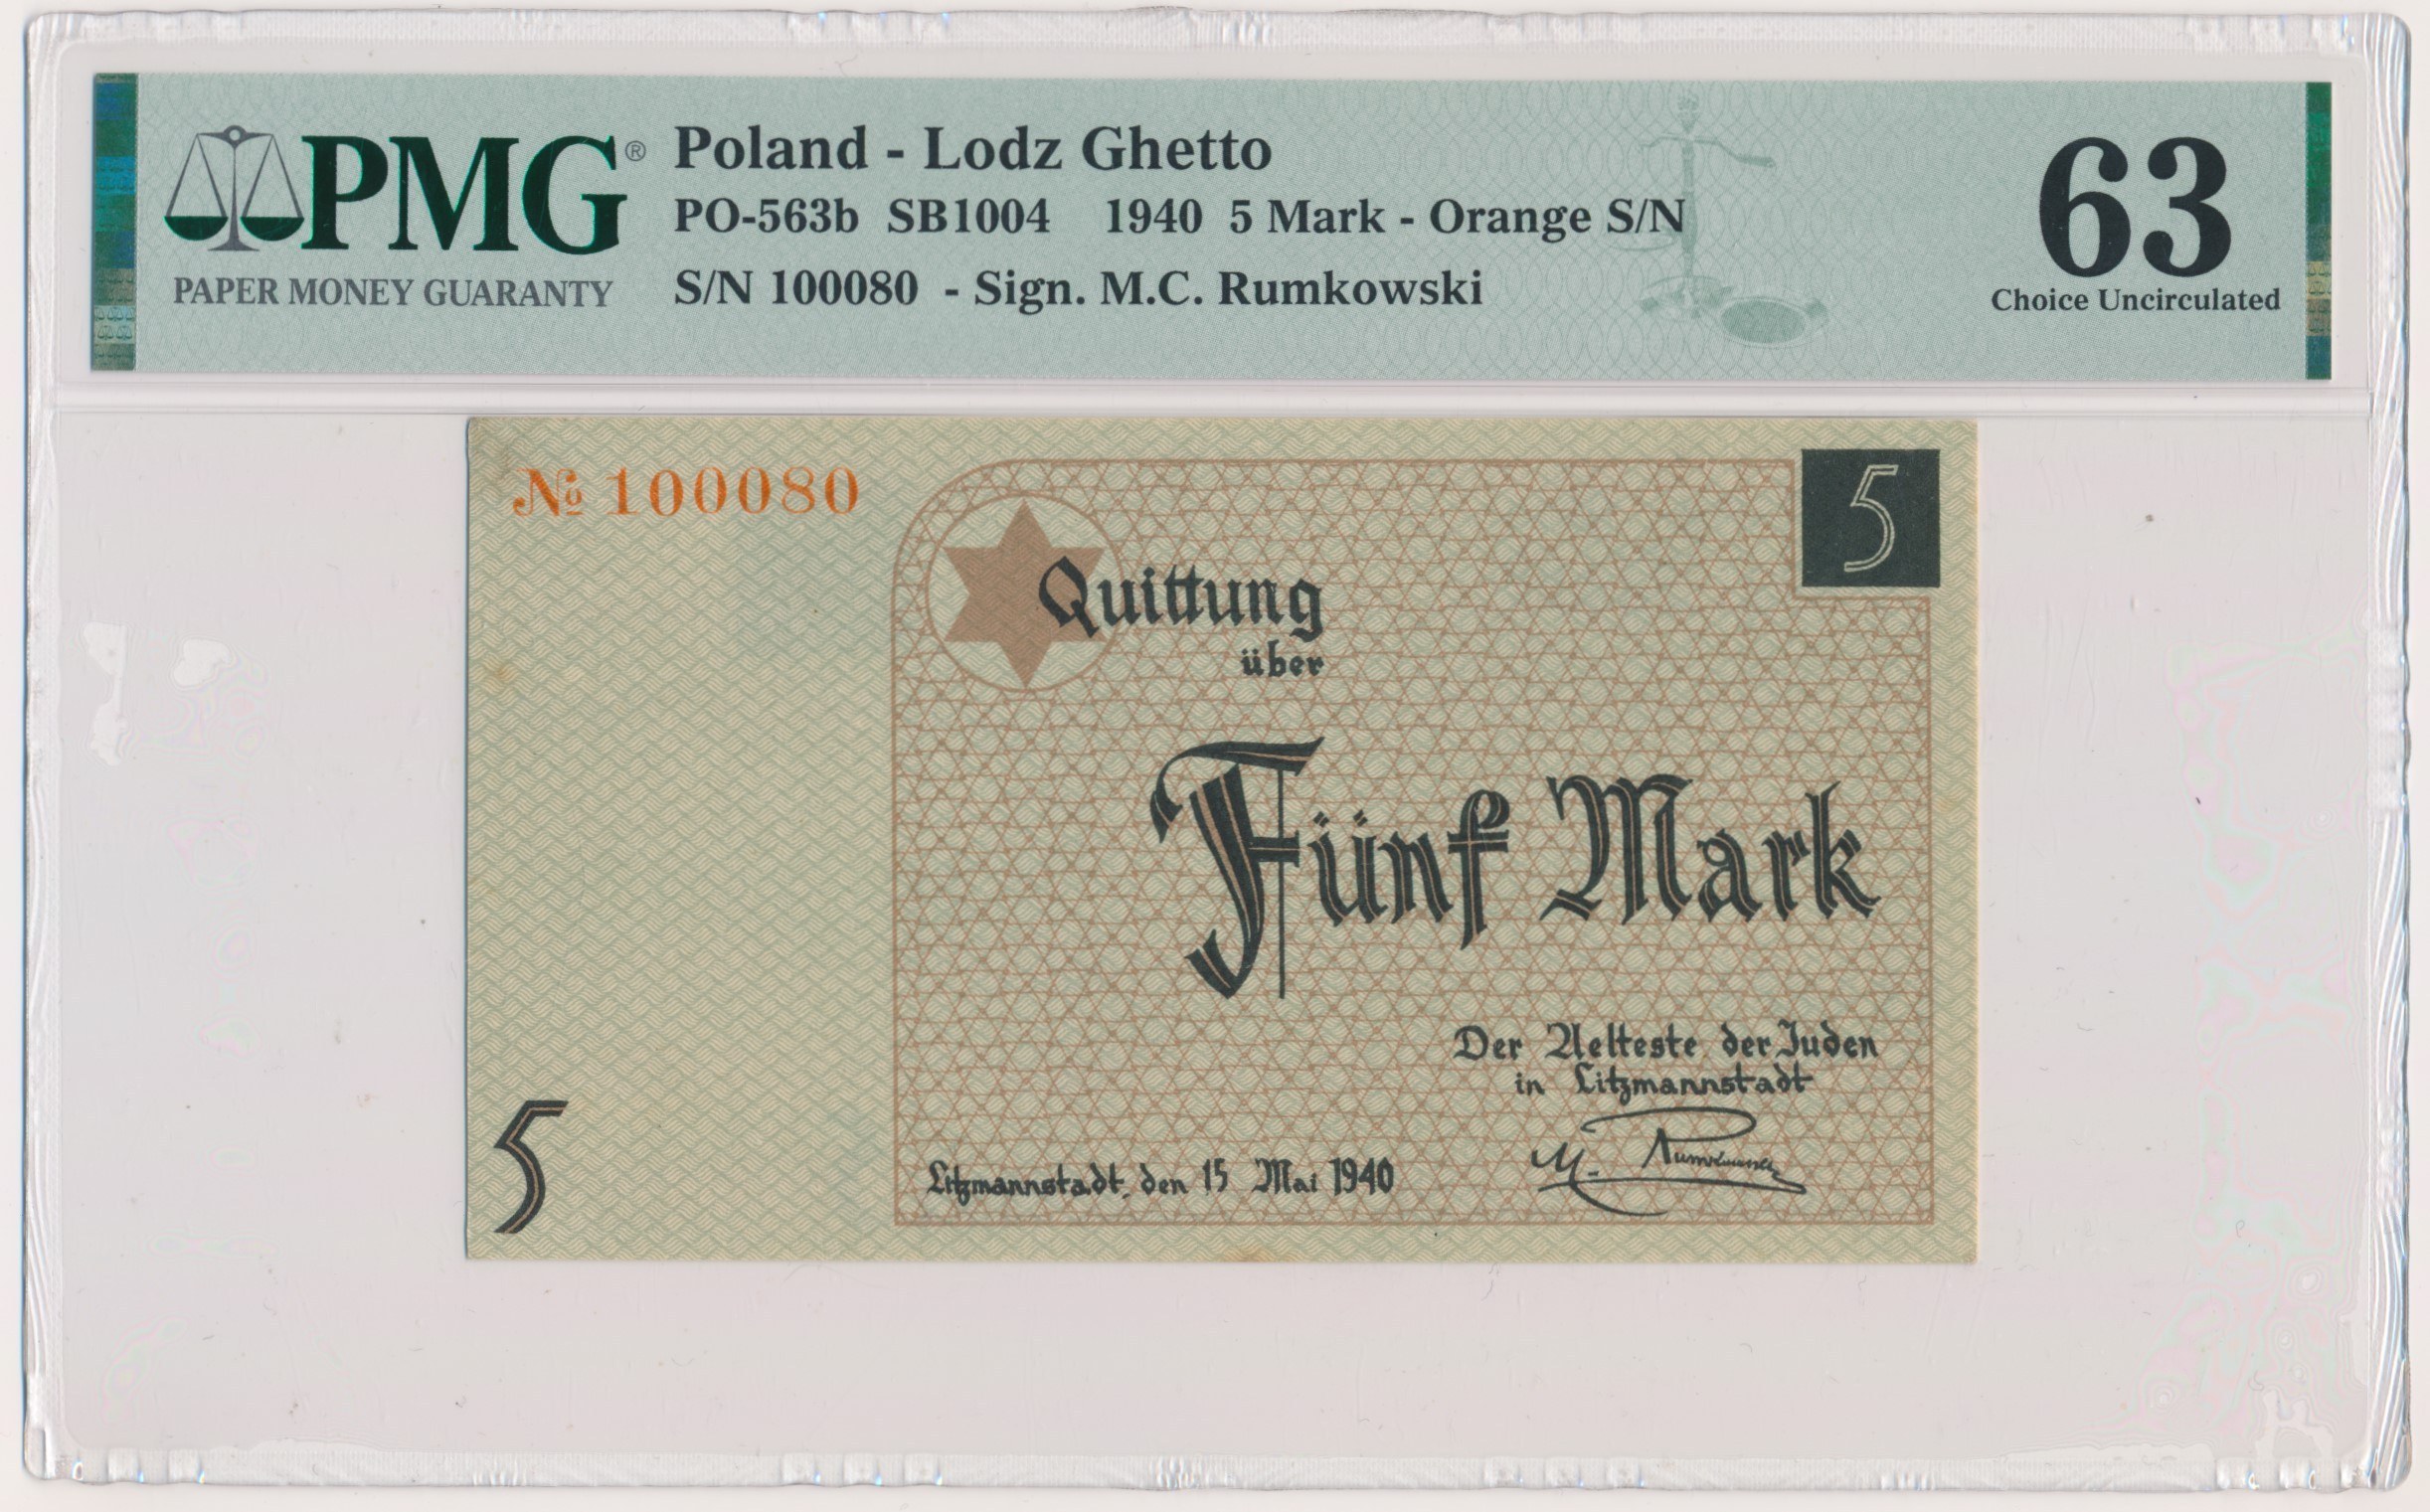 PMG®
PAPER MONEY GUARANTY
Poland - Lodz Ghetto
PO-563b SB1004 1940 5 Mark - Orange S/N
S/N 100080 - Sign. M.C. Rumkowski
63
Choice Uncirculated
№ 100080
5
Quittung
über
Fünf Mark
Der Aelteste der Juden
in Litzmannstadt
M. Rumkowski
Litzmannstadt, den 15 Mai 1940
5